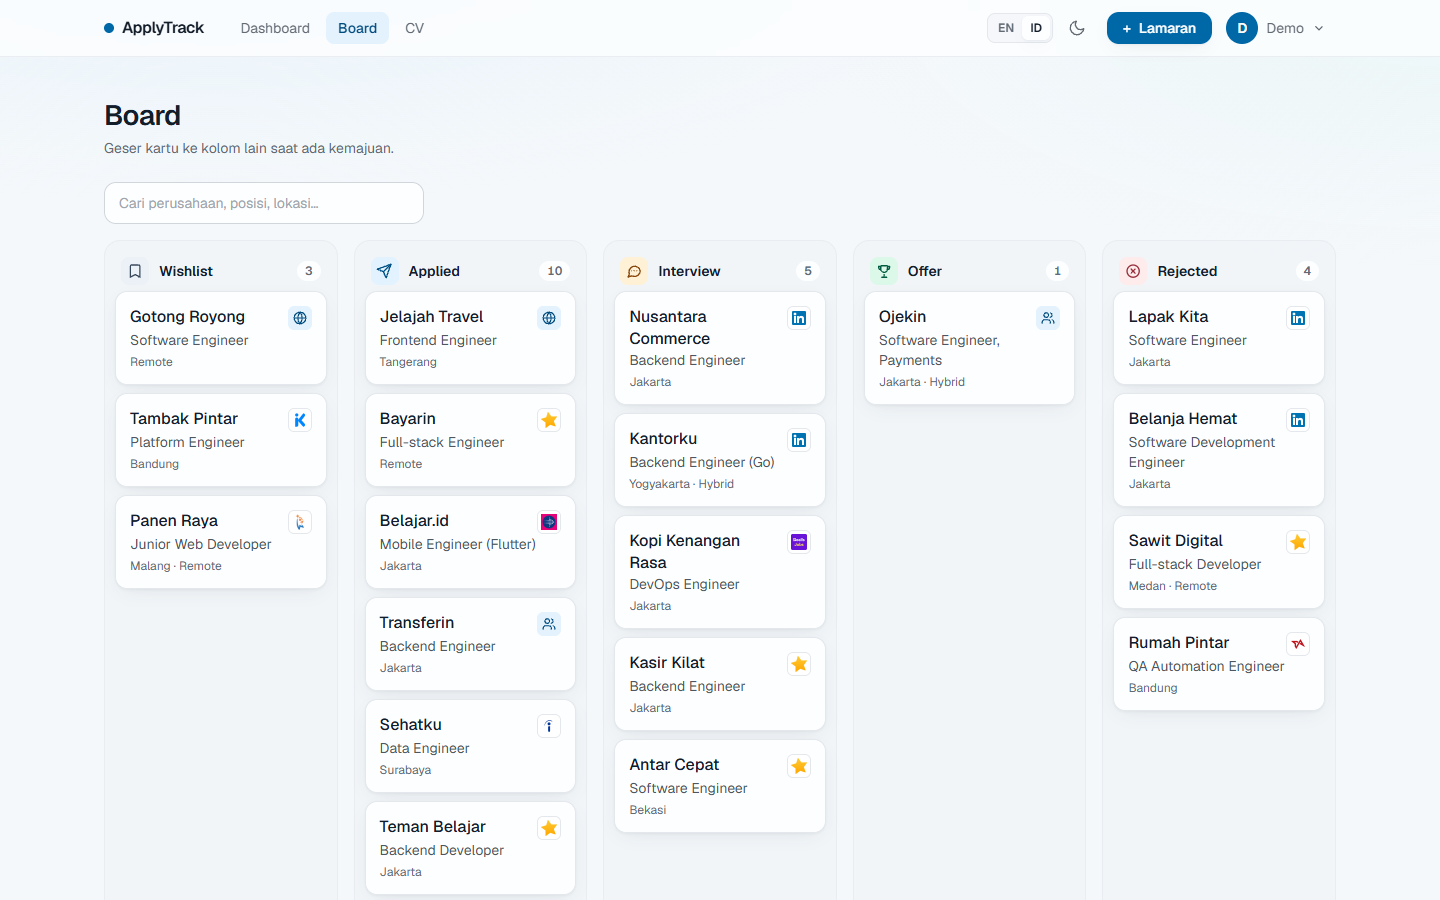 ApplyTrack
Dashboard
Board
CV
EN
ID
+ Lamaran
D
Demo
Board
Geser kartu ke kolom lain saat ada kemajuan.
Cari perusahaan, posisi, lokasi…
Wishlist
3
Gotong Royong
Software Engineer
Remote
Tambak Pintar
Platform Engineer
Bandung
Panen Raya
Junior Web Developer
Malang · Remote
Applied
10
Jelajah Travel
Frontend Engineer
Tangerang
Bayarin
Full-stack Engineer
Remote
Belajar.id
Mobile Engineer (Flutter)
Jakarta
Transferin
Backend Engineer
Jakarta
Sehatku
Data Engineer
Surabaya
Teman Belajar
Backend Developer
Jakarta
Interview
5
Nusantara
Commerce
Backend Engineer
Jakarta
Kantorku
Backend Engineer (Go)
Yogyakarta · Hybrid
Kopi Kenangan
Rasa
DevOps Engineer
Jakarta
Kasir Kilat
Backend Engineer
Jakarta
Antar Cepat
Software Engineer
Bekasi
Offer
1
Ojekin
Software Engineer,
Payments
Jakarta · Hybrid
Rejected
4
Lapak Kita
Software Engineer
Jakarta
Belanja Hemat
Software Development
Engineer
Jakarta
Sawit Digital
Full-stack Developer
Medan · Remote
Rumah Pintar
QA Automation Engineer
Bandung